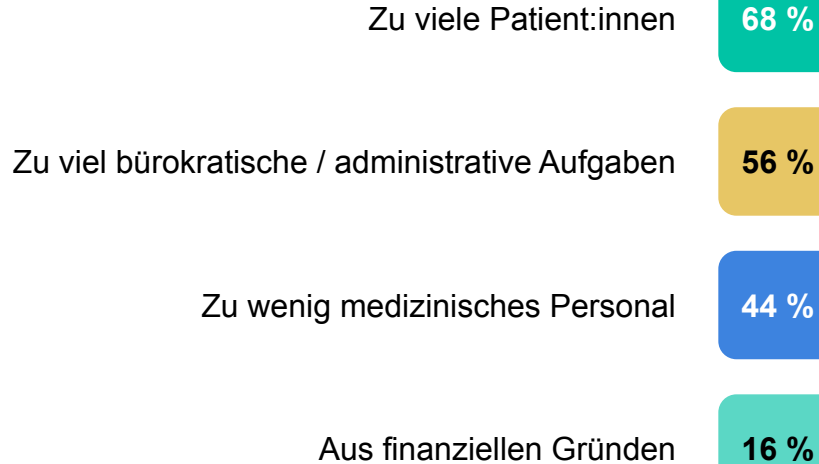 Zu viele Patient:innen 68 %
Zu viel bürokratische / administrative Aufgaben 56 %
Zu wenig medizinisches Personal 44 %
Aus finanziellen Gründen 16 %